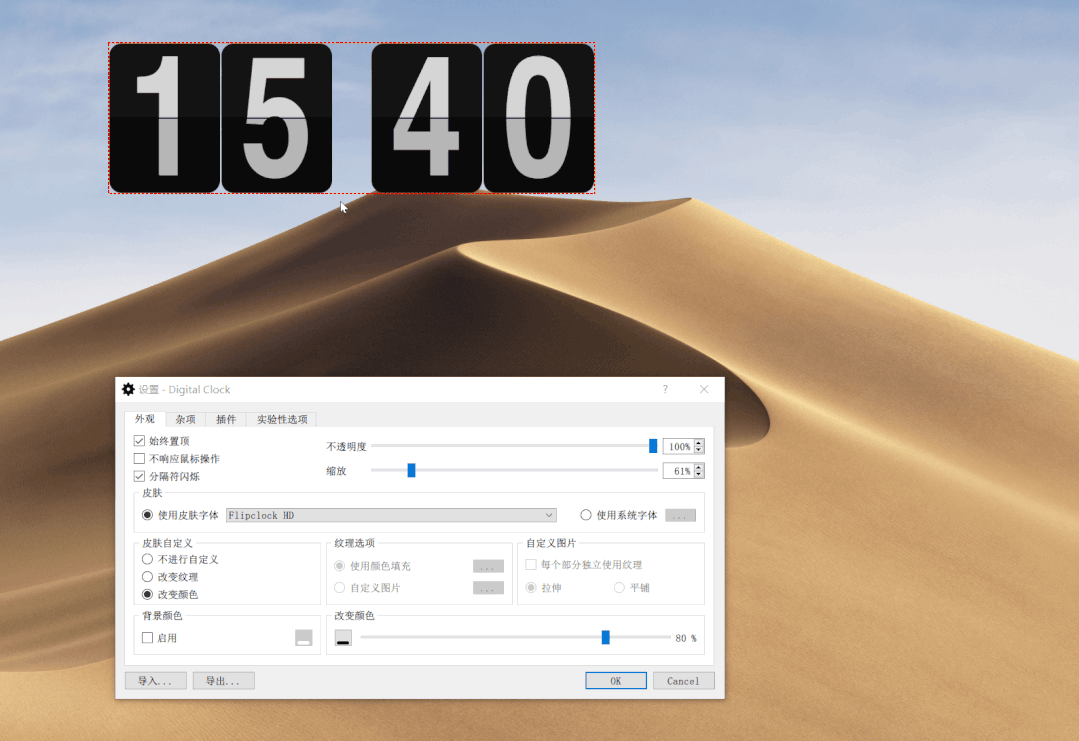 15 40
设置 - Digital Clock
外观 杂项 插件 实验性选项
始终置顶
不透明度 100%
不响应鼠标操作
缩放 61%
分隔符闪烁
皮肤
使用皮肤字体 Flipclock HD 使用系统字体 ...
皮肤自定义 纹理选项 自定义图片
不进行自定义 使用颜色填充 ... 每个部分独立使用纹理
改变纹理
自定义图片 ... 拉伸 平铺
改变颜色
背景颜色 改变颜色
启用 80 %
导入... 导出... OK Cancel